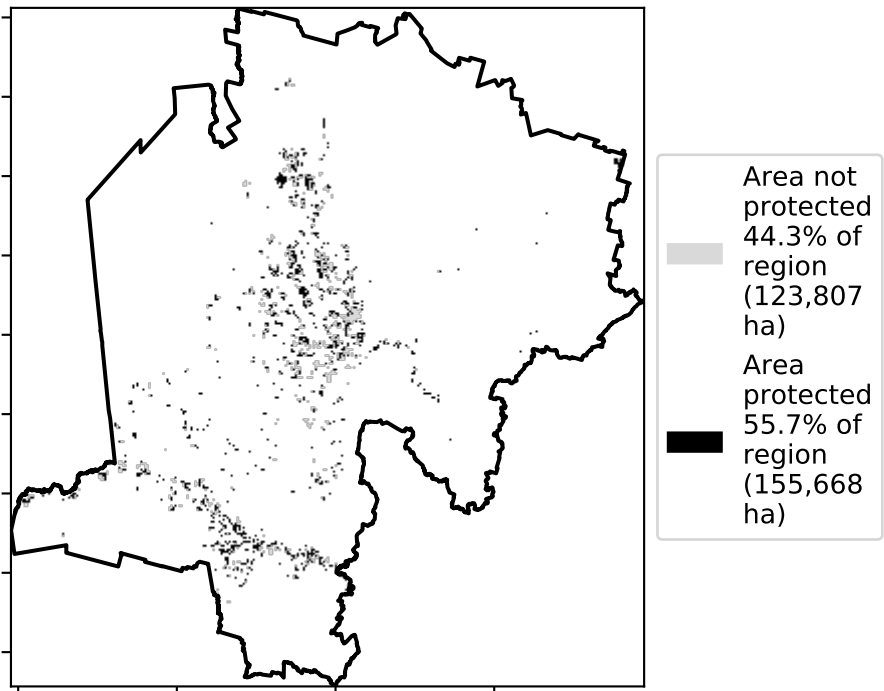 Area not
protected
44.3% of
region
(123,807
ha)
Area
protected
55.7% of
region
(155,668
ha)